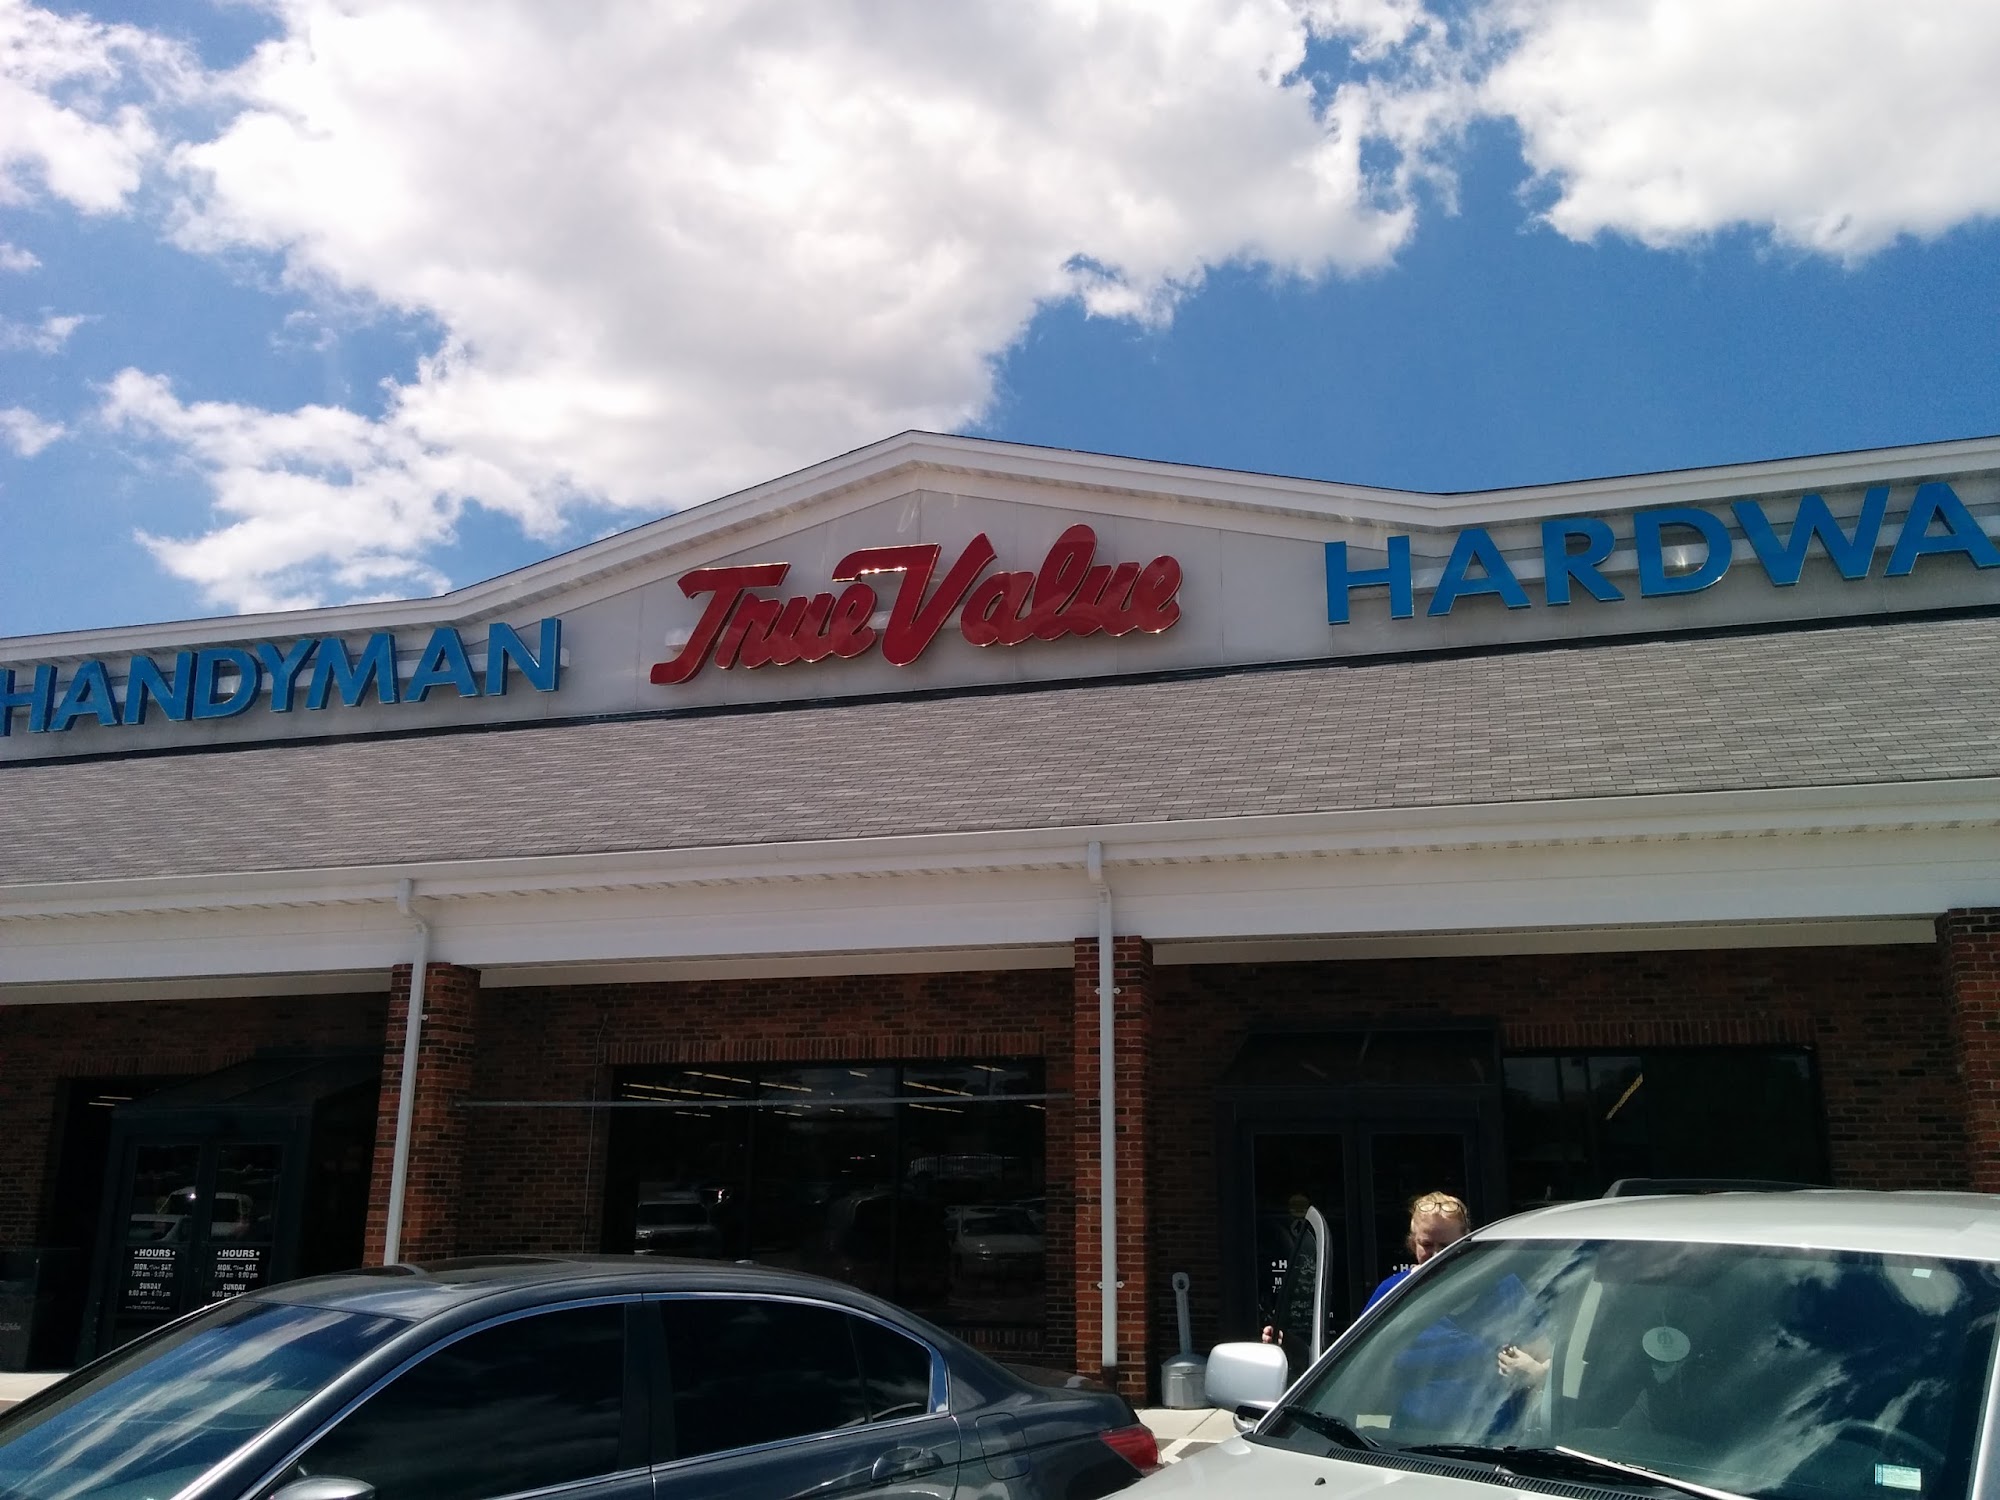 HANDYMAN True Value HARDWA
• HOURS •
MON. SAT.
SUNDAY
• HOURS •
MON. SAT.
SUNDAY